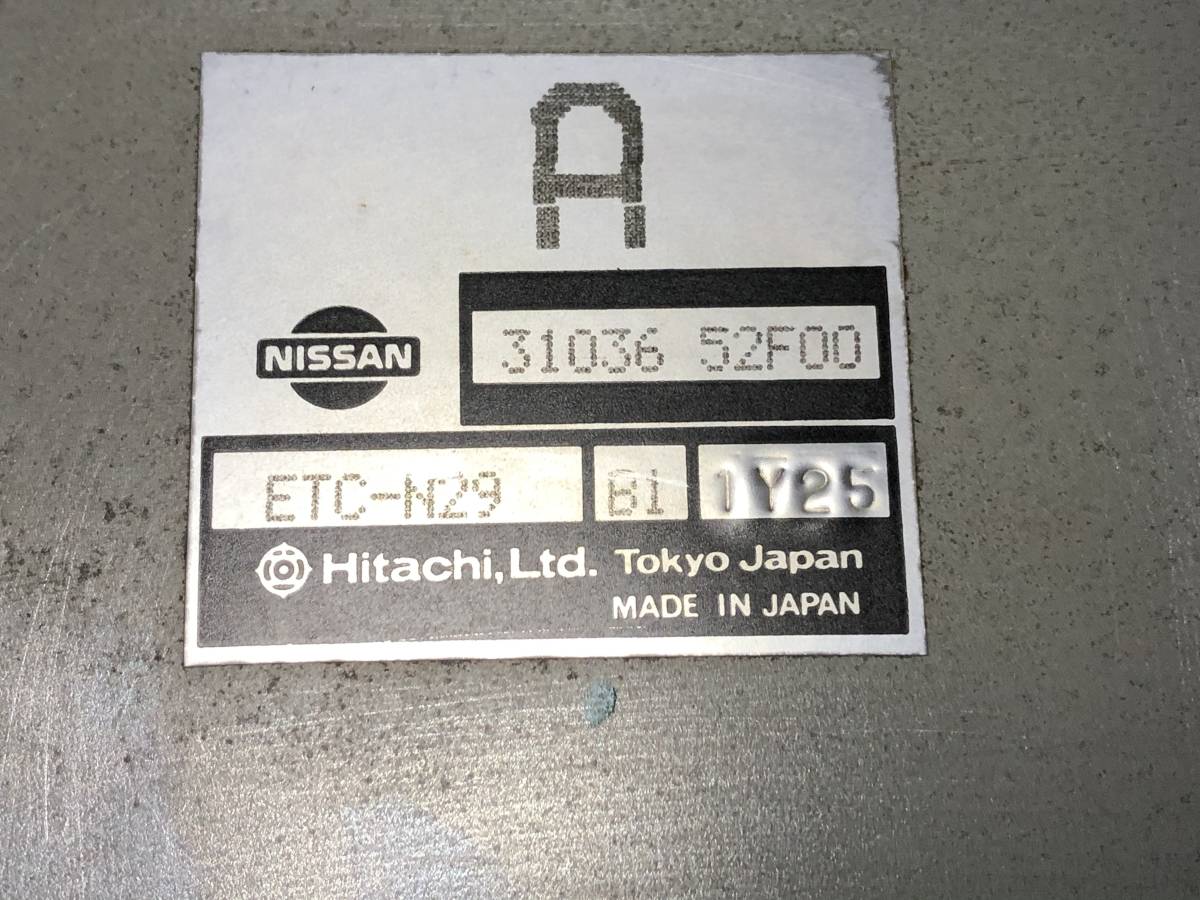 A
NISSAN
31036 52F00
ETC-N29 B1 1Y25
Hitachi, Ltd. Tokyo Japan
MADE IN JAPAN